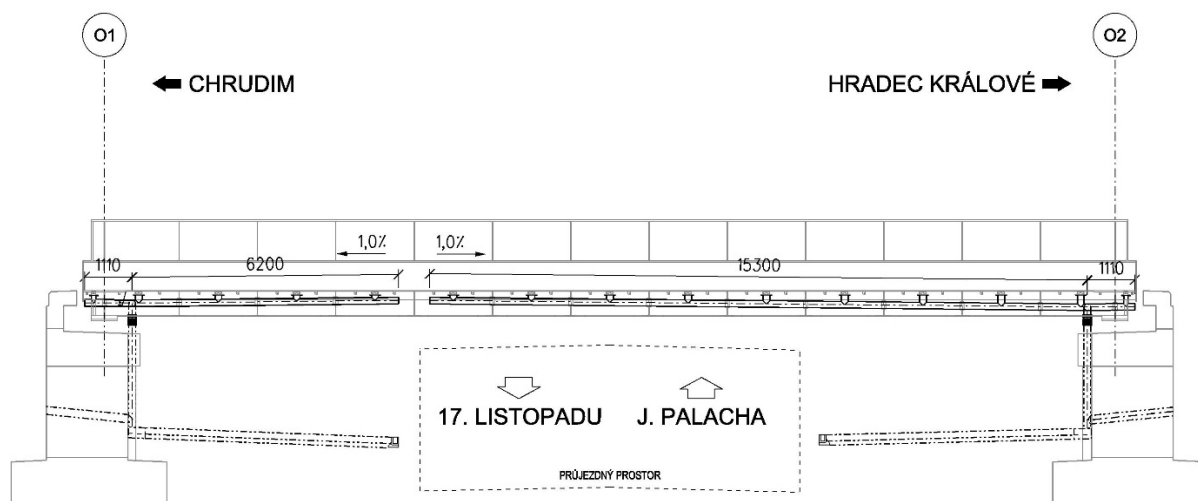 O1
O2
CHRUDIM
HRADEC KRÁLOVÉ
1,0%
1,0%
1110
6200
15300
1110
17. LISTOPADU
J. PALACHA
PRŮJEZDNÝ PROSTOR